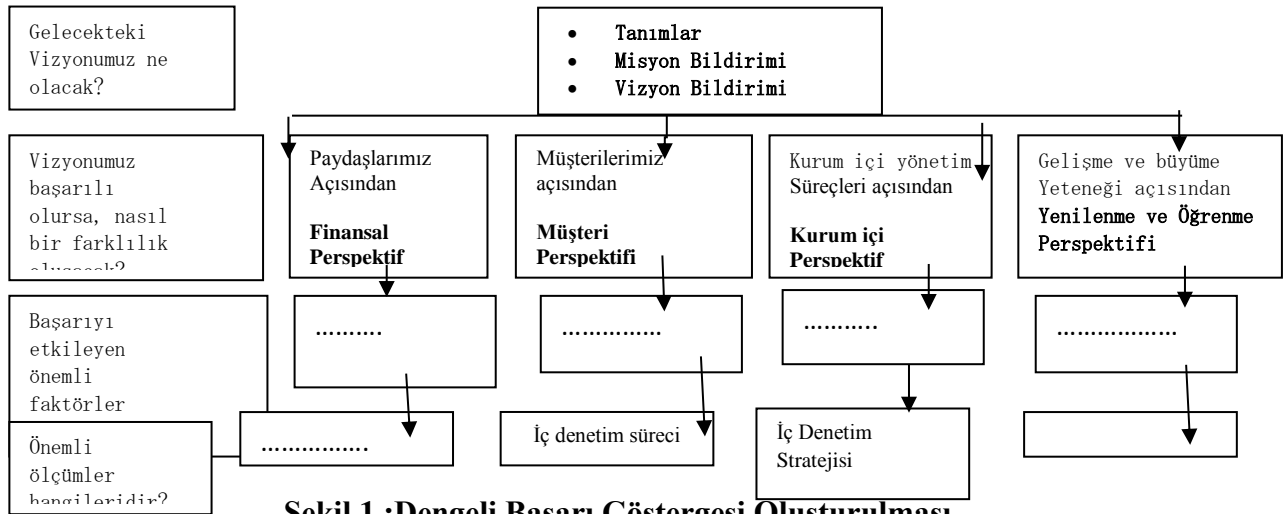 Gelecekteki
Vizyonumuz ne
olacak?
• Tanımlar
• Misyon Bildirimi
• Vizyon Bildirimi
Vizyonumuz
başarılı
olursa, nasıl
bir farklılık
Paydaşlarımız
Açısından
Finansal
Perspektif
Müşterilerimiz
açısından
Müşteri
Perspektifi
Kurum içi yönetim
Süreçleri açısından
Kurum içi
Perspektif
Gelişme ve büyüme
Yeteneği açısından
Yenilenme ve Öğrenme
Perspektifi
Başarıyı
etkileyen
önemli
faktörler
……….
……………
………..
………………
Önemli
ölçümler
hangileridir?
…………….
İç denetim süreci
İç Denetim
Stratejisi
Şekil 1 :Dengeli Başarı Göstergesi Oluşturulması